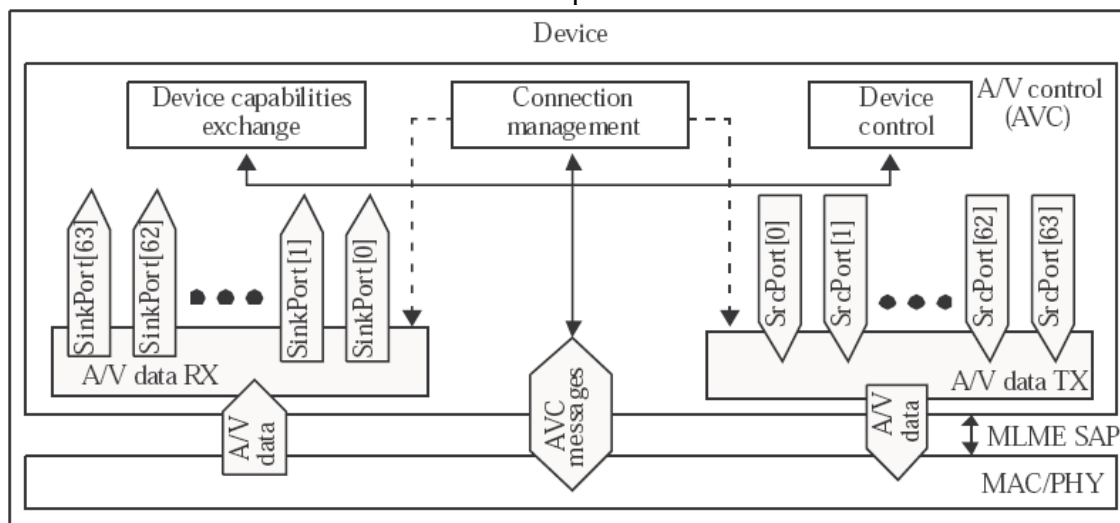 Device
Device capabilities
exchange
Connection
management
Device
control
A/V control
(AVC)
SinkPort[63]
SinkPort[62]
SinkPort[1]
SinkPort[0]
SrcPort[0]
SrcPort[1]
SrcPort[62]
SrcPort[63]
A/V data RX
A/V data TX
A/V
data
AVC
messages
A/V
data
MLME SAP
MAC/PHY